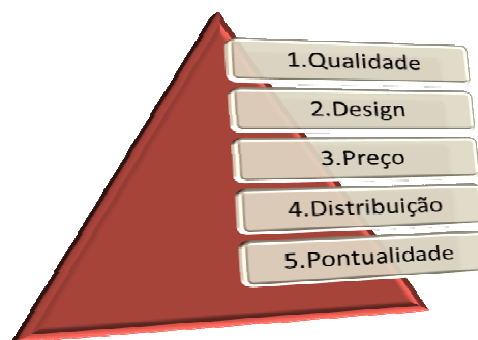 1.Qualidade
2.Design
3.Preço
4.Distribuição
5.Pontualidade